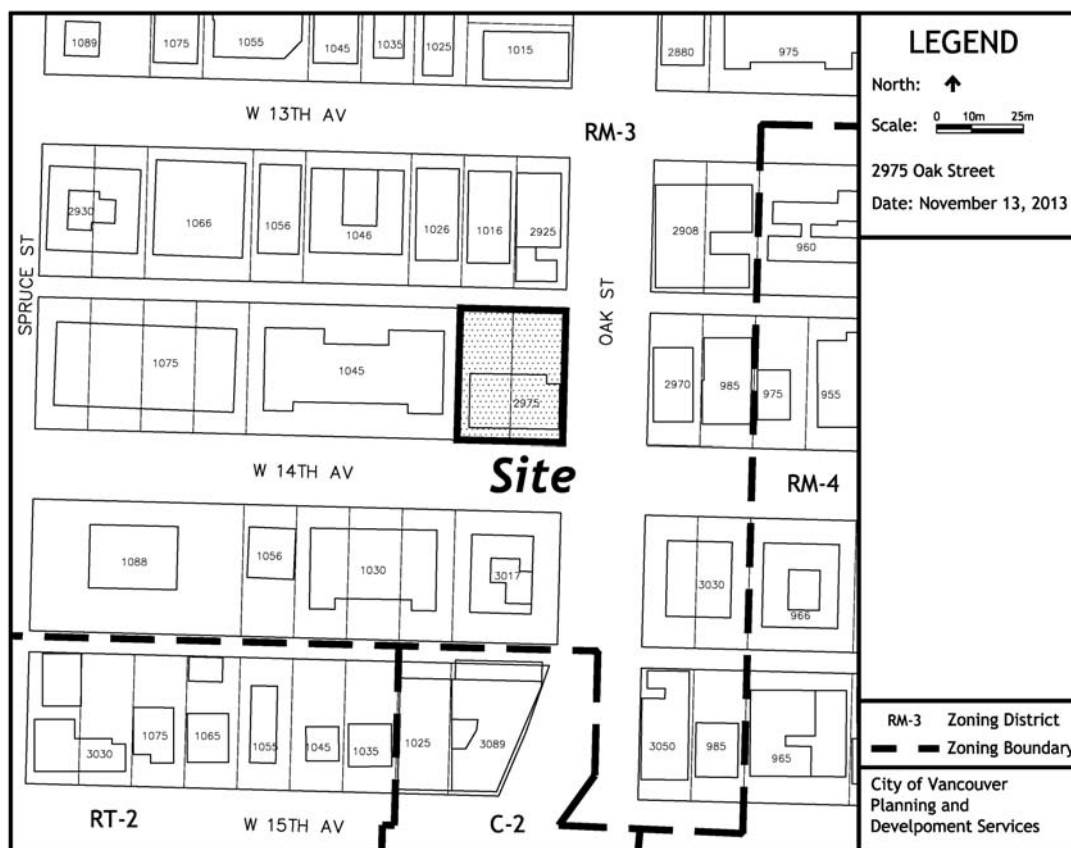 1089
1075
1055
1045
1035
1025
1015
2880
975
W 13TH AV
RM-3
2930
1066
1056
1046
1026
1016
2925
2908
960
SPRUCE ST
OAK ST
1075
1045
2975
2970
985
975
955
W 14TH AV
Site
RM-4
1088
1056
1030
3017
3030
966
3030
1075
1065
1055
1045
1035
1025
3089
3050
985
965
RT-2
W 15TH AV
C-2
LEGEND
North:
Scale: 0 10m 25m
2975 Oak Street
Date: November 13, 2013
RM-3 Zoning District
Zoning Boundary
City of Vancouver
Planning and
Develpoment Services